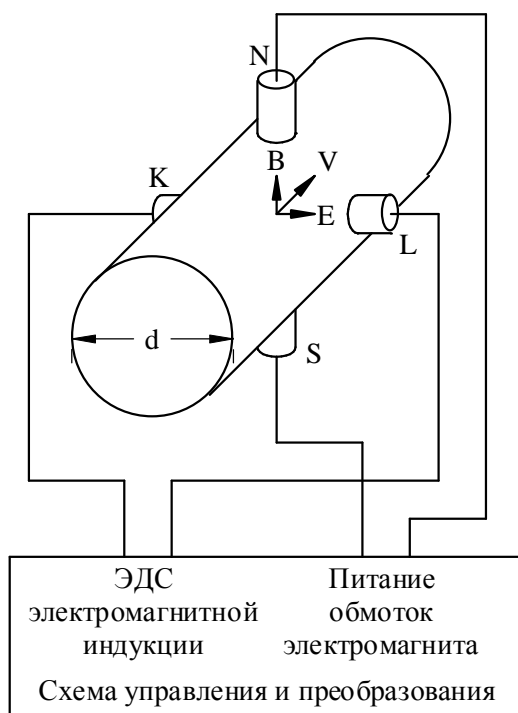 N
B
V
K
E
L
d
S
ЭДС
электромагнитной
индукции
Питание
обмоток
электромагнита
Схема управления и преобразования